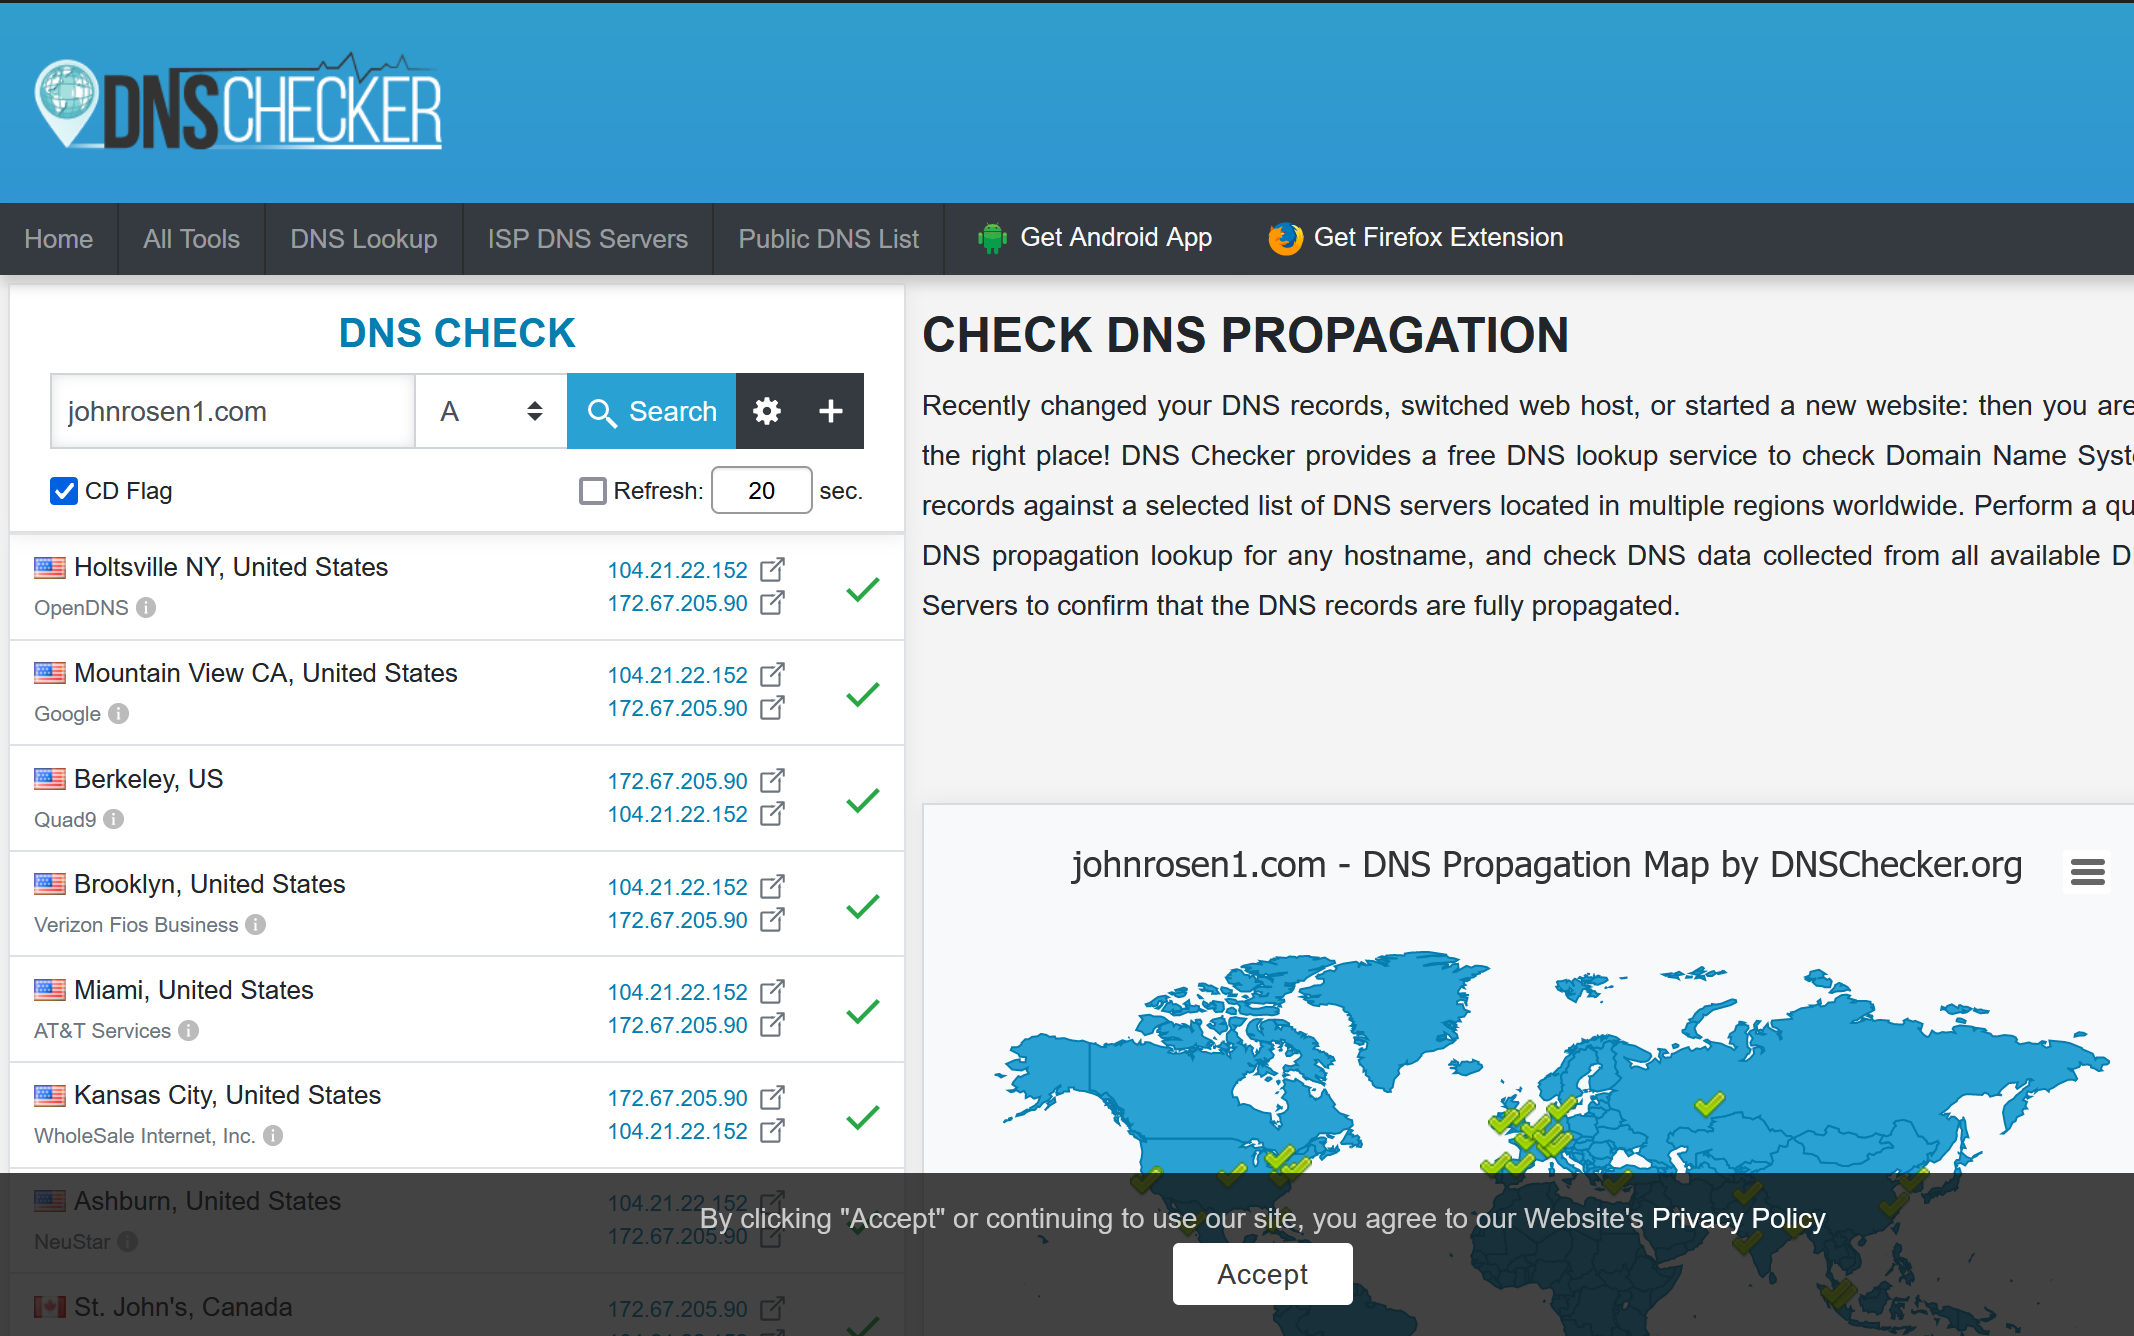 DNSCHECKER
Home
All Tools
DNS Lookup
ISP DNS Servers
Public DNS List
Get Android App
Get Firefox Extension
DNS CHECK
johnrosen1.com
A
Search
CD Flag
Refresh: 20 sec.
Holtsville NY, United States
OpenDNS
104.21.22.152
172.67.205.90
Mountain View CA, United States
Google
104.21.22.152
172.67.205.90
Berkeley, US
Quad9
172.67.205.90
104.21.22.152
Brooklyn, United States
Verizon Fios Business
104.21.22.152
172.67.205.90
Miami, United States
AT&T Services
104.21.22.152
172.67.205.90
Kansas City, United States
WholeSale Internet, Inc.
172.67.205.90
104.21.22.152
Ashburn, United States
NeuStar
104.21.22.152
172.67.205.90
St. John's, Canada
172.67.205.90
CHECK DNS PROPAGATION
Recently changed your DNS records, switched web host, or started a new website: then you are
the right place! DNS Checker provides a free DNS lookup service to check Domain Name Syste
records against a selected list of DNS servers located in multiple regions worldwide. Perform a qu
DNS propagation lookup for any hostname, and check DNS data collected from all available D
Servers to confirm that the DNS records are fully propagated.
johnrosen1.com - DNS Propagation Map by DNSChecker.org
By clicking "Accept" or continuing to use our site, you agree to our Website's Privacy Policy
Accept